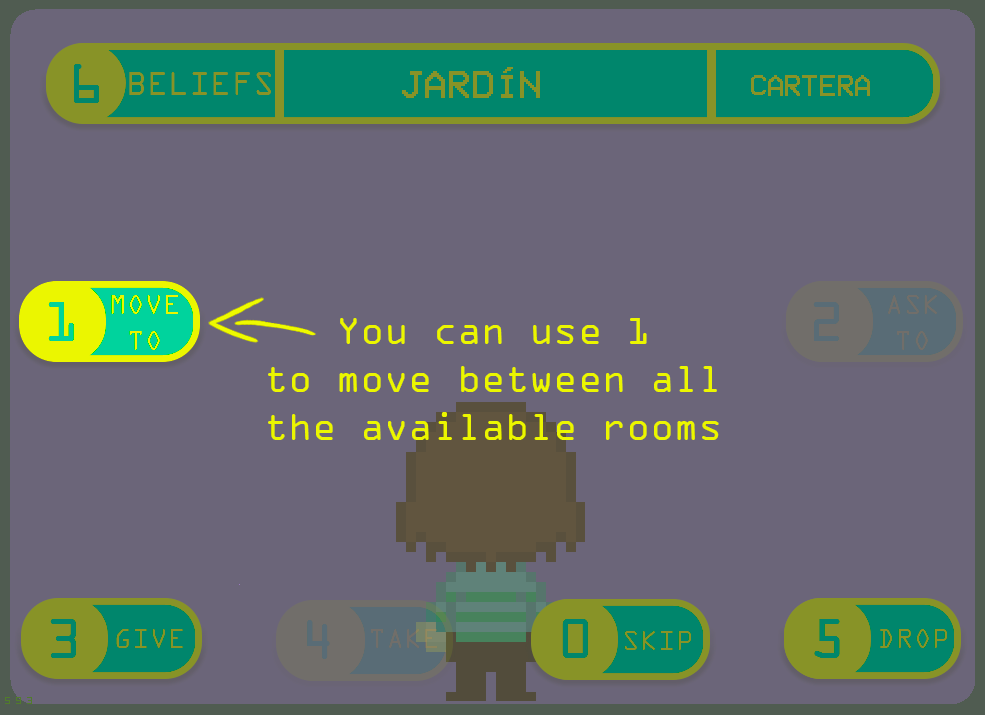 6 BELIEFS JARDÍN CARTERA
1 MOVE TO
You can use 1
to move between all
the available rooms
2 ASK TO
3 GIVE
4 TAKE
0 SKIP
5 DROP